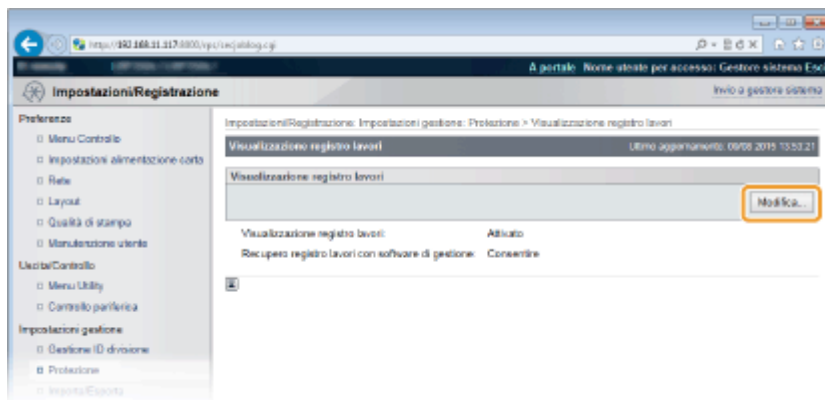 http://192.168.11.117:8000/rps/csecjoblog.cgi
A portale Nome utente per accesso: Gestore sistema
Impostazioni/Registrazione
Invio a gestore sistema
Preferenze
Menu Controllo
Impostazioni alimentazione carta
Rete
Layout
Qualità di stampa
Manutenzione utente
Uscita/Controllo
Menu Utility
Controllo periferica
Impostazioni gestione
Gestione ID divisione
Protezione
Importa/Esporta
Impostazioni/Registrazione: Impostazioni gestione: Protezione > Visualizzazione registro lavori
Visualizzazione registro lavori
Ultimo aggiornamento: 09/08 2015 13:53:21
Visualizzazione registro lavori
Modifica...
Visualizzazione registro lavori: Attivato
Recupero registro lavori con software di gestione: Consentire